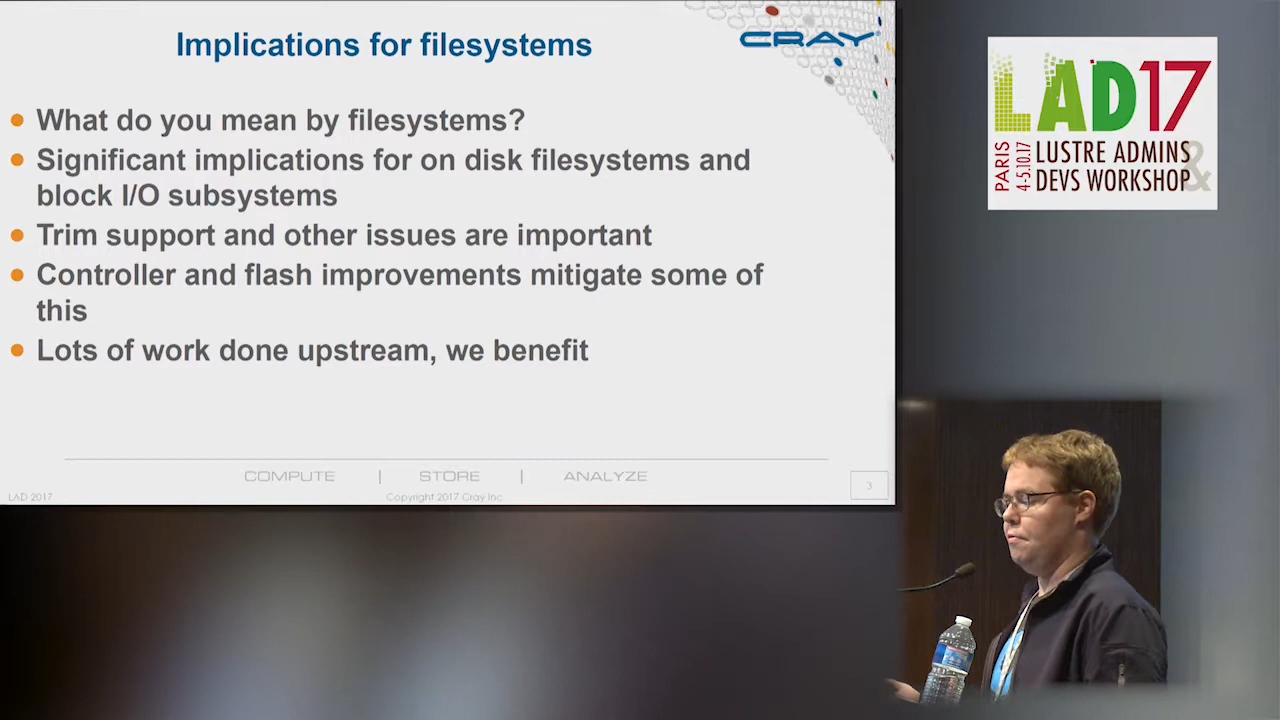 Implications for filesystems
CRAY
What do you mean by filesystems?
Significant implications for on disk filesystems and
block I/O subsystems
Trim support and other issues are important
Controller and flash improvements mitigate some of
this
Lots of work done upstream, we benefit
COMPUTE | STORE | ANALYZE
LAD 2017
Copyright 2017 Cray Inc
3
LAD17
PARIS
4-5.10.17
LUSTRE ADMINS
& DEVS WORKSHOP